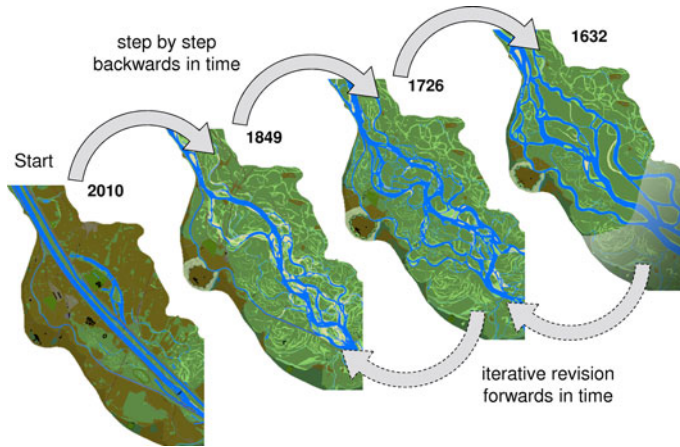 step by step
backwards in time
1632
1726
1849
Start
2010
iterative revision
forwards in time